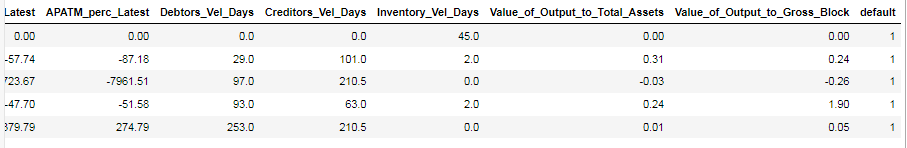 Latest APATM_perc_Latest Debtors_Vel_Days Creditors_Vel_Days Inventory_Vel_Days Value_of_Output_to_Total_Assets Value_of_Output_to_Gross_Block default
0.00 0.00 0.0 0.0 45.0 0.00 0.00 1
-57.74 -87.18 29.0 101.0 2.0 0.31 0.24 1
723.67 -7961.51 97.0 210.5 0.0 -0.03 -0.26 1
-47.70 -51.58 93.0 63.0 2.0 0.24 1.90 1
379.79 274.79 253.0 210.5 0.0 0.01 0.05 1